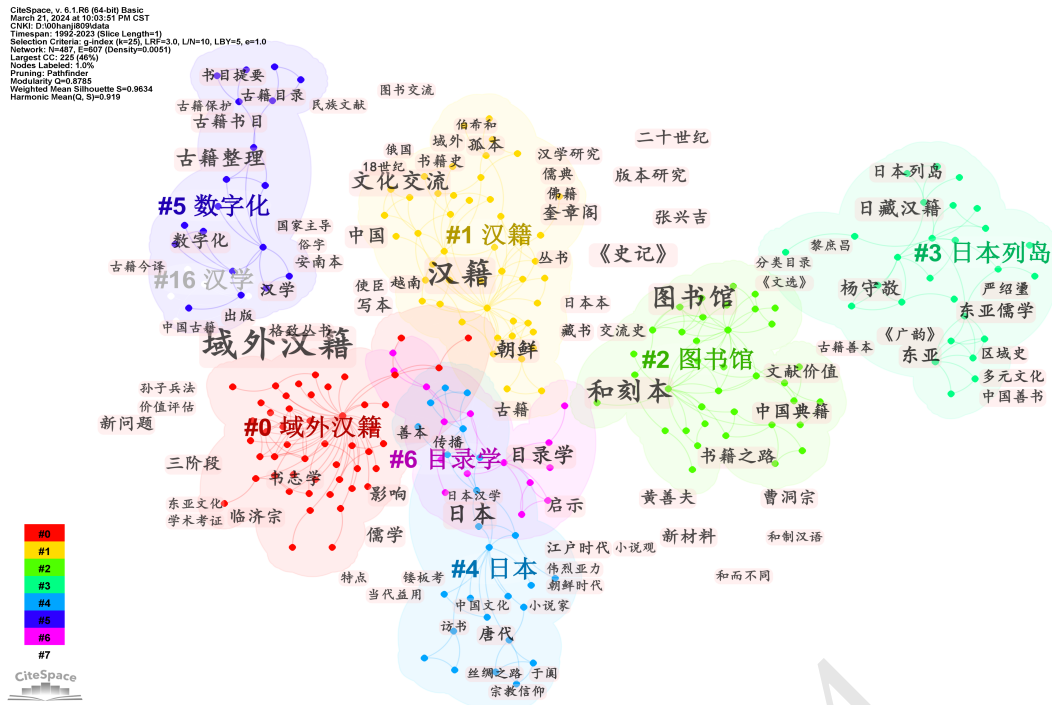 CiteSpace, v. 6.1.R6 (64-bit) Basic
March 21, 2024 at 10:03:51 PM CST
CNKI: D:\00hanji809\data
Timespan: 1992-2023 (Slice Length=1)
Selection Criteria: g-index (k=25), LRF=3.0, L/N=10, LBY=5, e=1.0
Network: N=487, E=607 (Density=0.0051)
Largest CC: 225 (46%)
Nodes Labeled: 1.0%
Pruning: Pathfinder
Modularity Q=0.8785
Weighted Mean Silhouette S=0.9634
Harmonic Mean(Q, S)=0.919
书目提要
古籍目录
古籍保护
民族文献
图书交流
古籍书目
古籍整理
#5 数字化
国家主导
数字化
俗字
安南本
古籍今译
#16 汉学
汉学
出版
中国古籍
格致丛书
域外汉籍
伯希和
域外
孤本
俄国
书籍史
18世纪
文化交流
汉学研究
儒典
佛籍
奎章阁
中国
#1 汉籍
丛书
汉籍
使臣
越南
写本
日本本
藏书
交流史
朝鲜
古籍
二十世纪
版本研究
张兴吉
《史记》
图书馆
#2 图书馆
和刻本
文献价值
中国典籍
书籍之路
黄善夫
曹洞宗
新材料
和制汉语
和而不同
日本列岛
日藏汉籍
黎庶昌
#3 日本列岛
分类目录
《文选》
杨守敬
严绍璗
东亚儒学
《广韵》
古籍善本
东亚
区域史
多元文化
中国善书
孙子兵法
价值评估
新问题
#0 域外汉籍
三阶段
书志学
东亚文化
学术考证
临济宗
影响
儒学
善本
传播
#6 目录学
目录学
日本汉学
日本
启示
江户时代
小说观
#4 日本
伟烈亚力
朝鲜时代
特点
矮板考
当代益用
中国文化
小说家
访书
唐代
丝绸之路
于阗
宗教信仰
#0
#1
#2
#3
#4
#5
#6
#7
CiteSpace